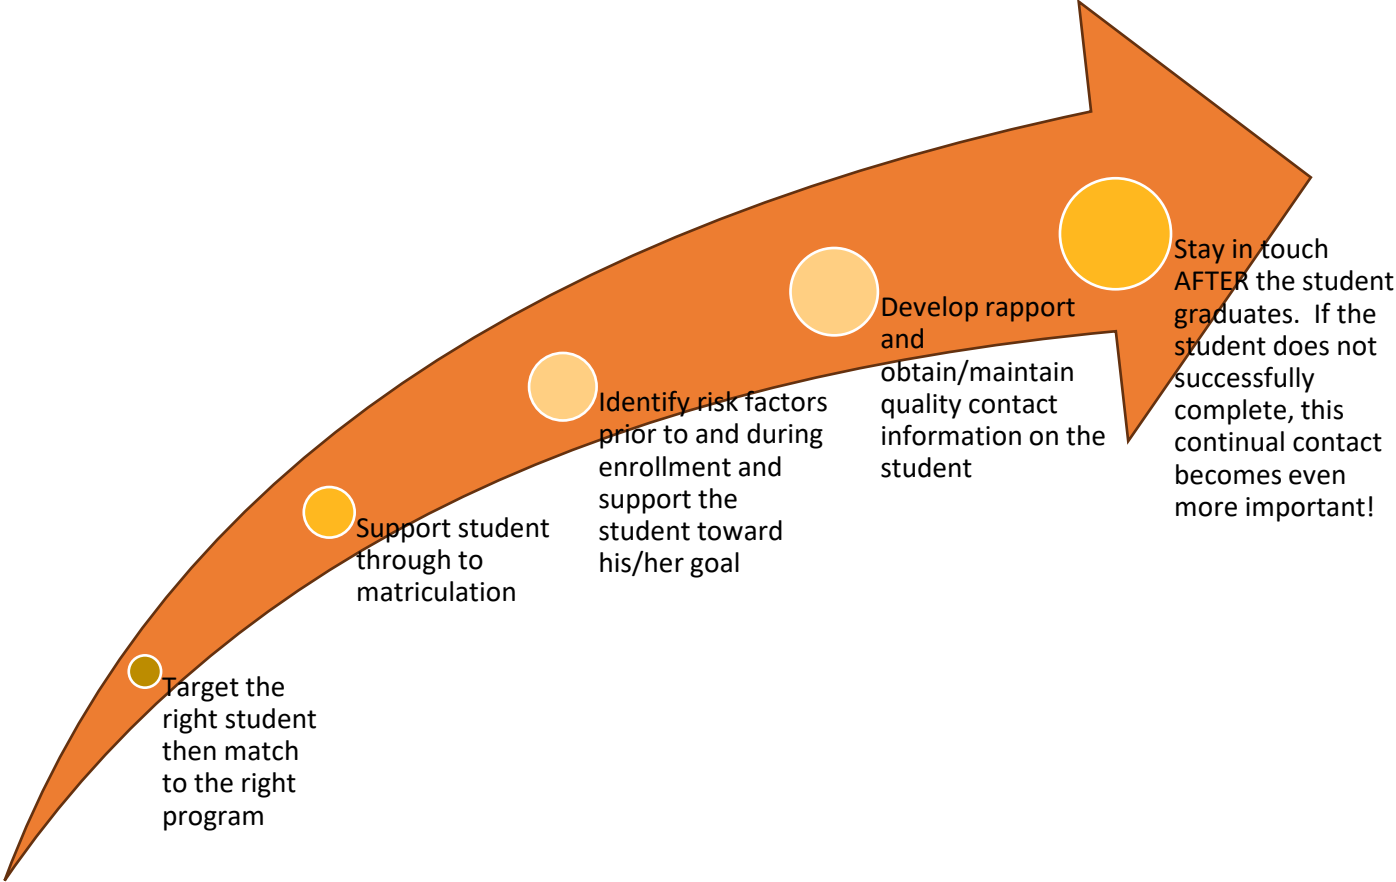 Target the
right student
then match
to the right
program
Support student
through to
matriculation
Identify risk factors
prior to and during
enrollment and
support the
student toward
his/her goal
Develop rapport
and
obtain/maintain
quality contact
information on the
student
Stay in touch
AFTER the student
graduates.  If the
student does not
successfully
complete, this
continual contact
becomes even
more important!